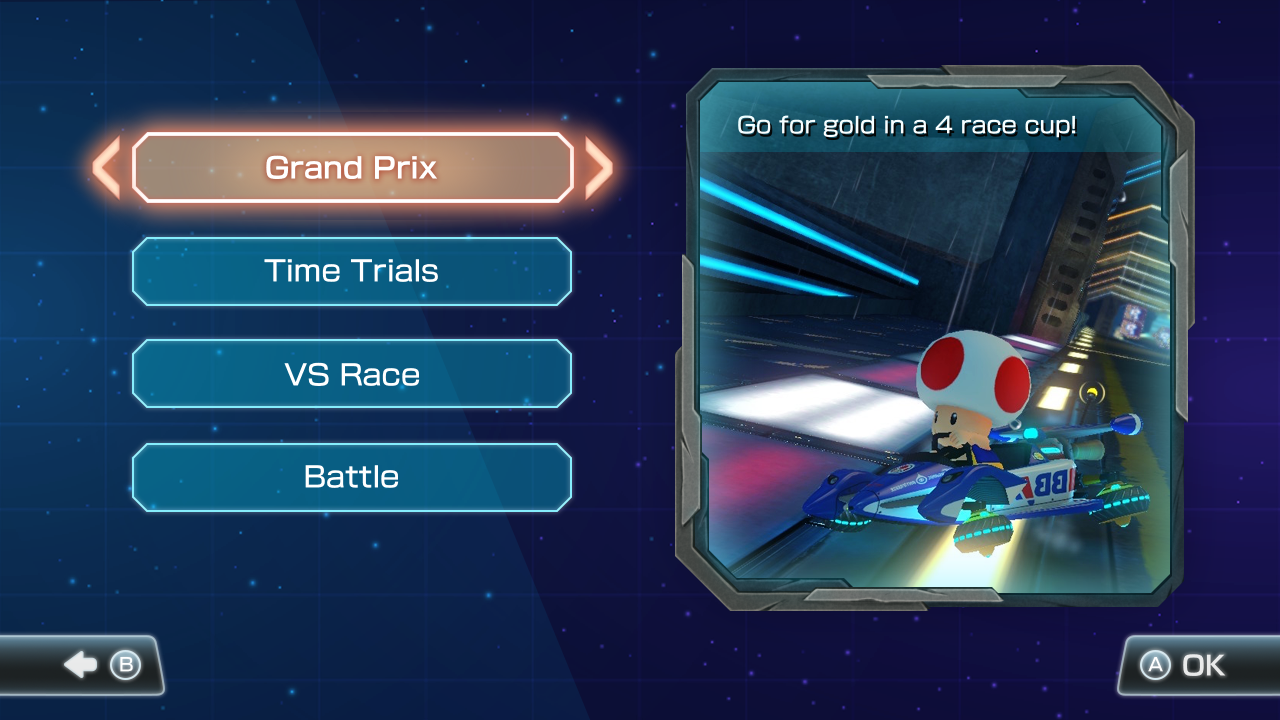 Grand Prix
Time Trials
VS Race
Battle
Go for gold in a 4 race cup!
B
A OK